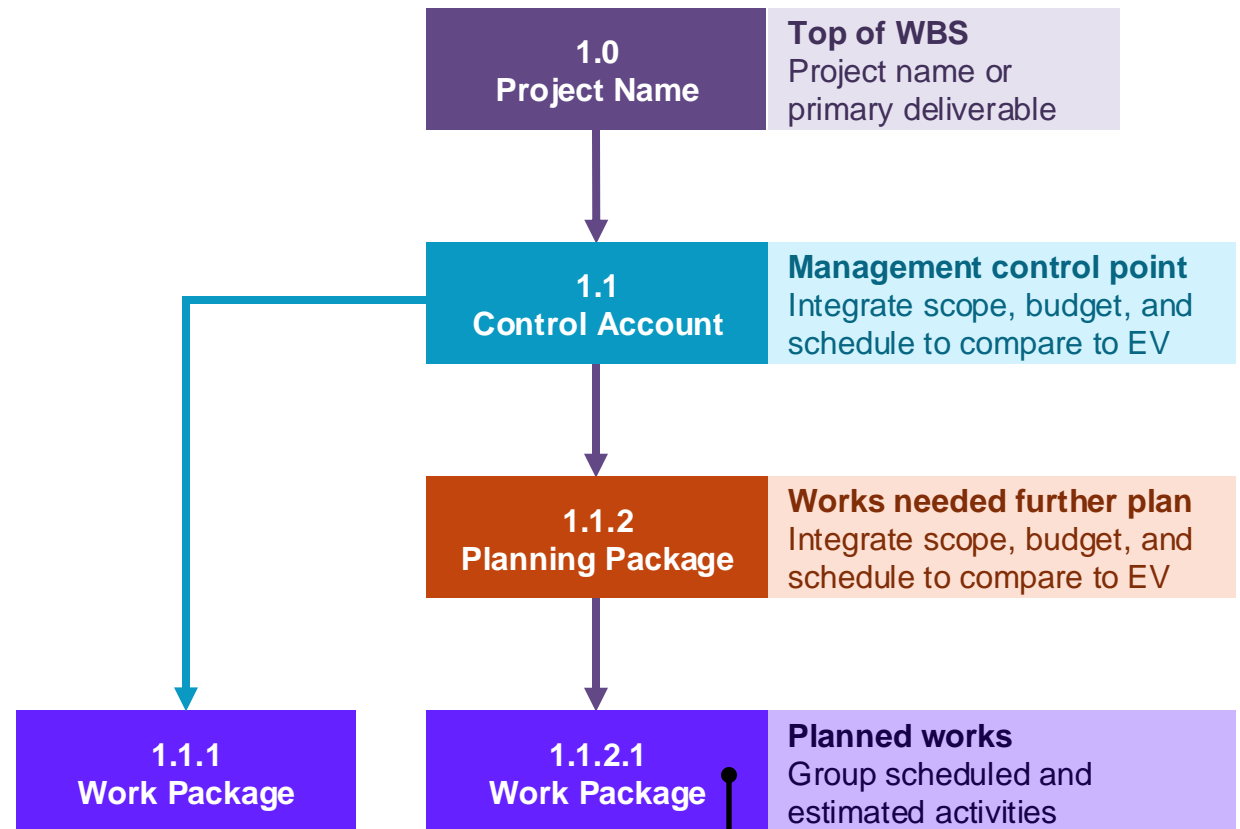 1.0
Project Name
Top of WBS
Project name or
primary deliverable
1.1
Control Account
Management control point
Integrate scope, budget, and
schedule to compare to EV
1.1.2
Planning Package
Works needed further plan
Integrate scope, budget, and
schedule to compare to EV
1.1.1
Work Package
1.1.2.1
Work Package
Planned works
Group scheduled and
estimated activities